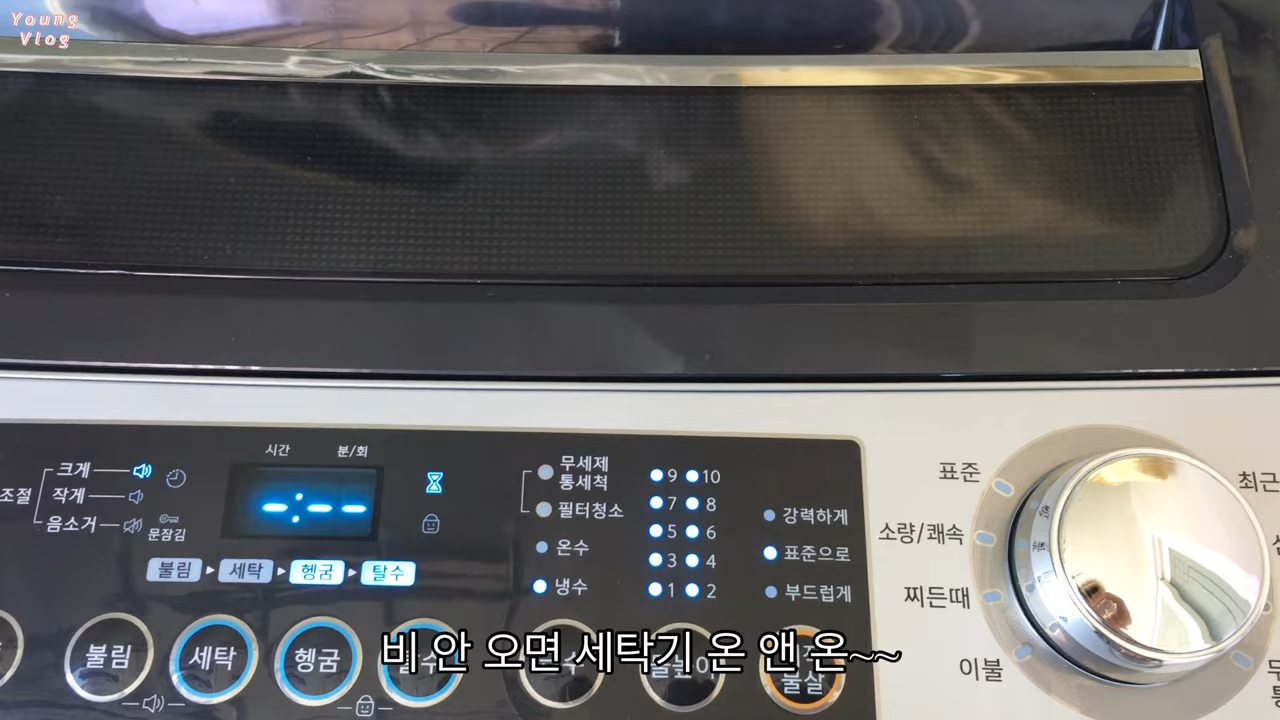 Young
Vlog
시간 분/회
크게
조절 작게
음소거
문잠김
불림 세탁 헹굼 탈수
무세제
통세척
필터청소
온수
냉수
9 10
7 8
5 6
3 4
1 2
강력하게
표준으로
부드럽게
표준
소량/쾌속
찌든때
이불
최근
불림 세탁 헹굼
불살
비 안 오면 세탁기 온 앤 온~~